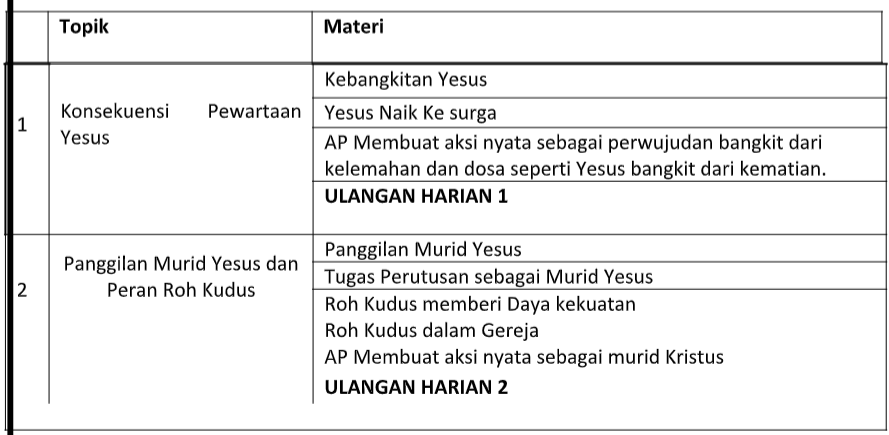 Topik Materi
1
Konsekuensi Pewartaan
Yesus
Kebangkitan Yesus
Yesus Naik Ke surga
AP Membuat aksi nyata sebagai perwujudan bangkit dari
kelemahan dan dosa seperti Yesus bangkit dari kematian.
ULANGAN HARIAN 1
2
Panggilan Murid Yesus dan
Peran Roh Kudus
Panggilan Murid Yesus
Tugas Perutusan sebagai Murid Yesus
Roh Kudus memberi Daya kekuatan
Roh Kudus dalam Gereja
AP Membuat aksi nyata sebagai murid Kristus
ULANGAN HARIAN 2